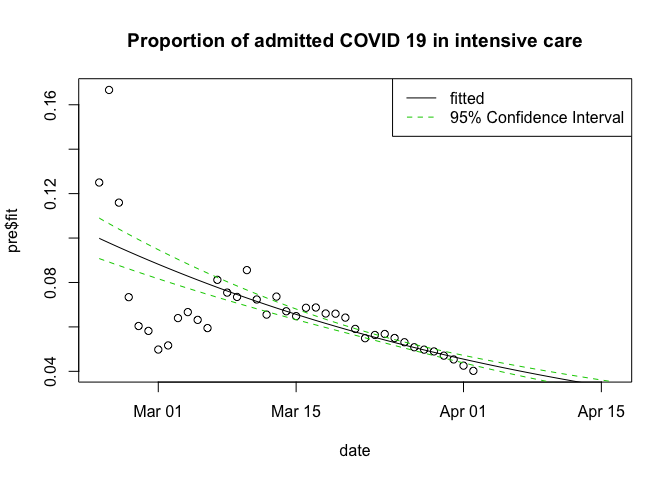 Proportion of admitted COVID 19 in intensive care
fitted
95% Confidence Interval
pre$fit
0.16
0.12
0.08
0.04
Mar 01
Mar 15
Apr 01
Apr 15
date